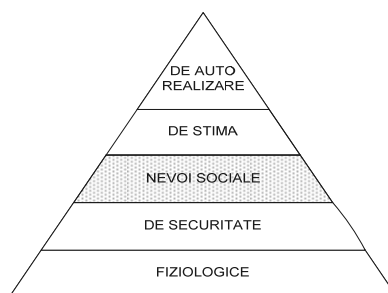 DE AUTO
REALIZARE
DE STIMA
NEVOI SOCIALE
DE SECURITATE
FIZIOLOGICE